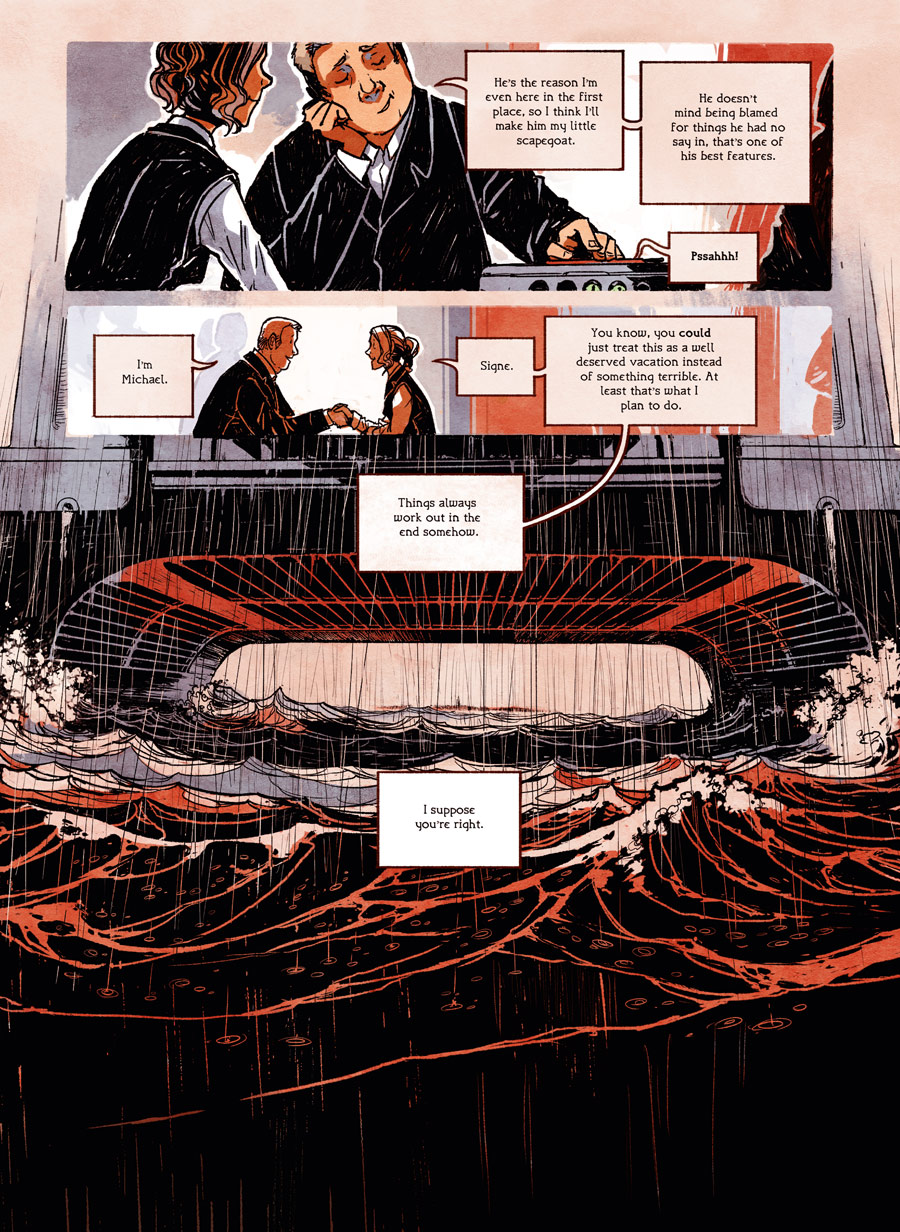 He's the reason I'm
even here in the first
place, so I think I'll
make him my little
scapegoat.
He doesn't
mind being blamed
for things he had no
say in, that's one of
his best features.
Pssahhh!
I'm
Michael.
Signe.
You know, you could
just treat this as a well
deserved vacation instead
of something terrible. At
least that's what I
plan to do.
Things always
work out in the
end somehow.
I suppose
you're right.